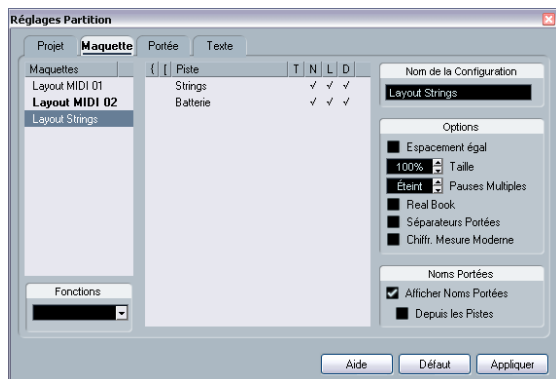 Réglages Partition
Projet Maquette Portée Texte
Maquettes
Layout MIDI 01
Layout MIDI 02
Layout Strings
{ [ Piste T N L D
Strings √ √ √
Batterie √ √ √
Fonctions
Nom de la Configuration
Layout Strings
Options
Espacement égal
100% Taille
Éteint Pauses Multiples
Real Book
Séparateurs Portées
Chiffr. Mesure Moderne
Noms Portées
Afficher Noms Portées
Depuis les Pistes
Aide Défaut Appliquer